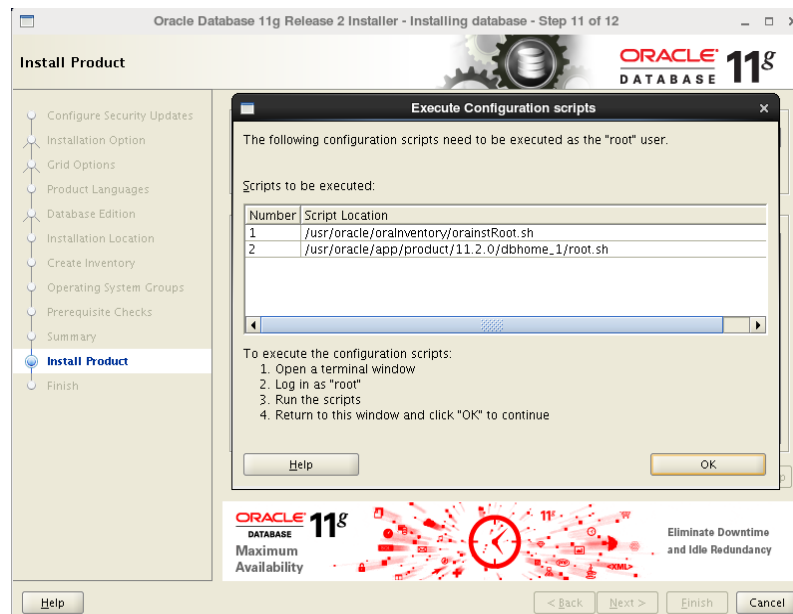 Oracle Database 11g Release 2 Installer - Installing database - Step 11 of 12
Install Product
ORACLE
DATABASE
11g
Configure Security Updates
Installation Option
Grid Options
Product Languages
Database Edition
Installation Location
Create Inventory
Operating System Groups
Prerequisite Checks
Summary
Install Product
Finish
Execute Configuration scripts
The following configuration scripts need to be executed as the "root" user.
Scripts to be executed:
Number Script Location
1 /usr/oracle/oraInventory/orainstRoot.sh
2 /usr/oracle/app/product/11.2.0/dbhome_1/root.sh
To execute the configuration scripts:
1. Open a terminal window
2. Log in as "root"
3. Run the scripts
4. Return to this window and click "OK" to continue
Help OK
ORACLE
DATABASE
11g
Maximum
Availability
11g
<XML>
Eliminate Downtime
and Idle Redundancy
Help < Back Next > Finish Cancel